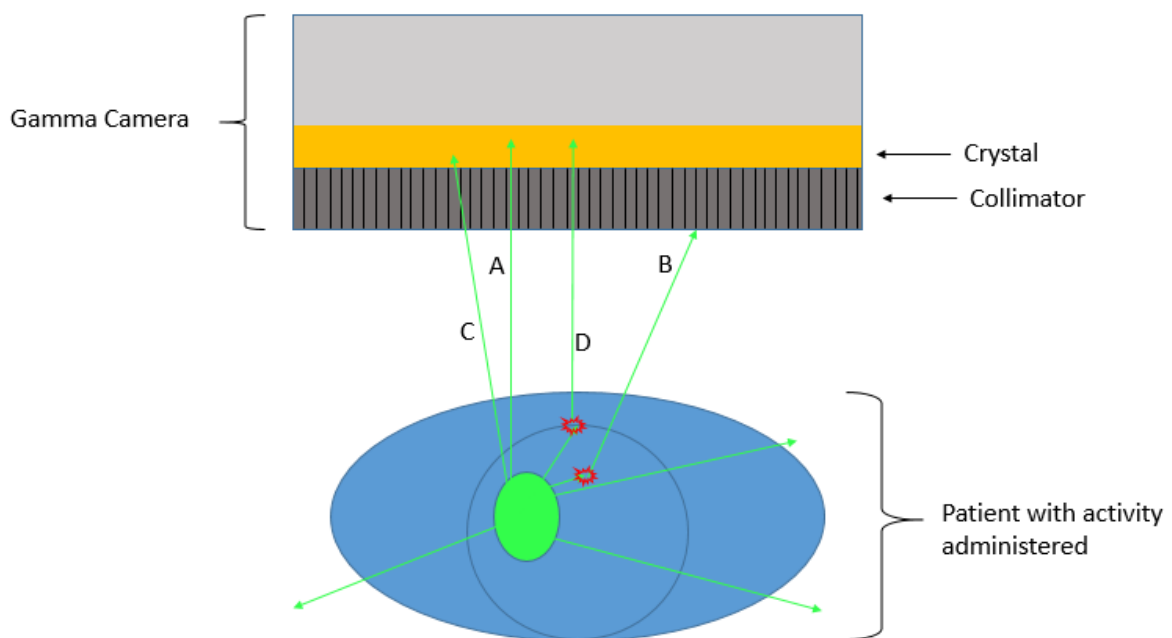 Gamma Camera
Crystal
Collimator
A
B
C
D
Patient with activity
administered